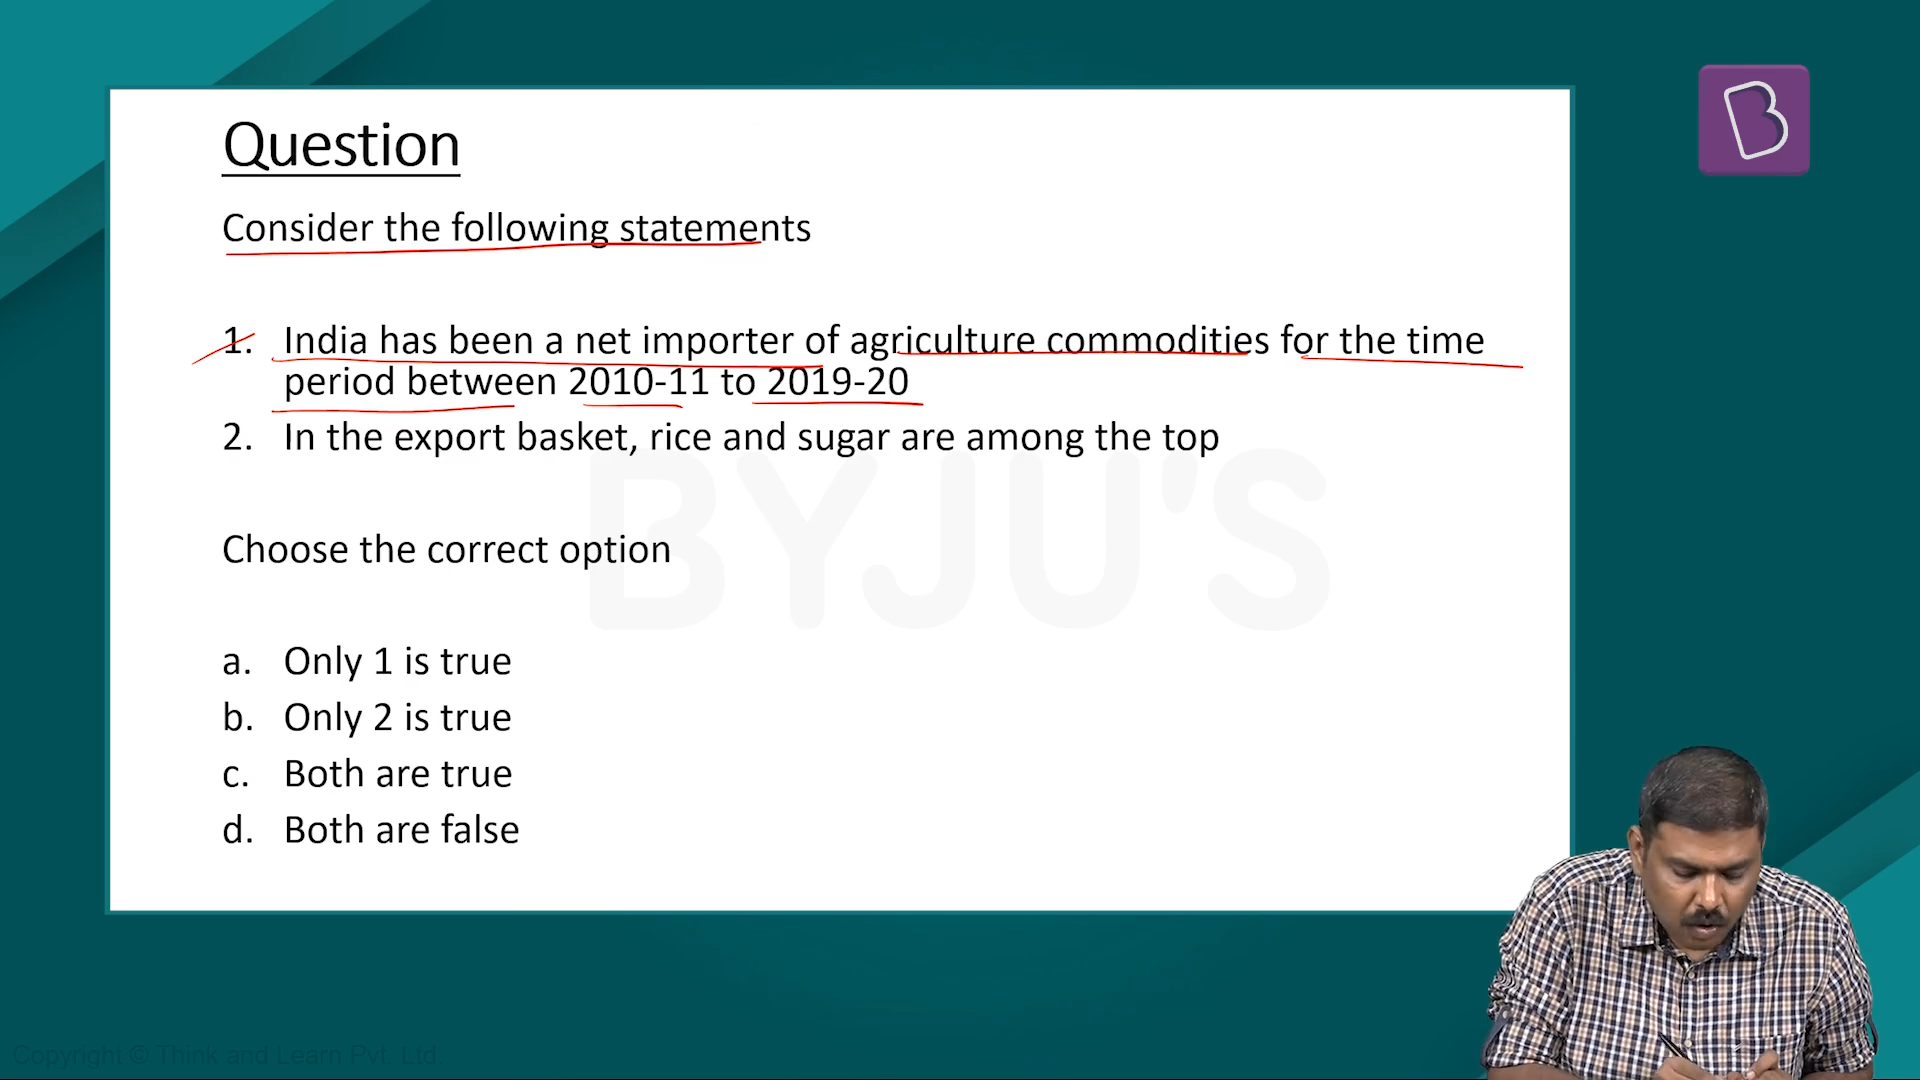 Question
Consider the following statements
1. India has been a net importer of agriculture commodities for the time
period between 2010-11 to 2019-20
2. In the export basket, rice and sugar are among the top
BYJU'S
Choose the correct option
a. Only 1 is true
b. Only 2 is true
c. Both are true
d. Both are false
Copyright © Think and Learn Pvt. Ltd.